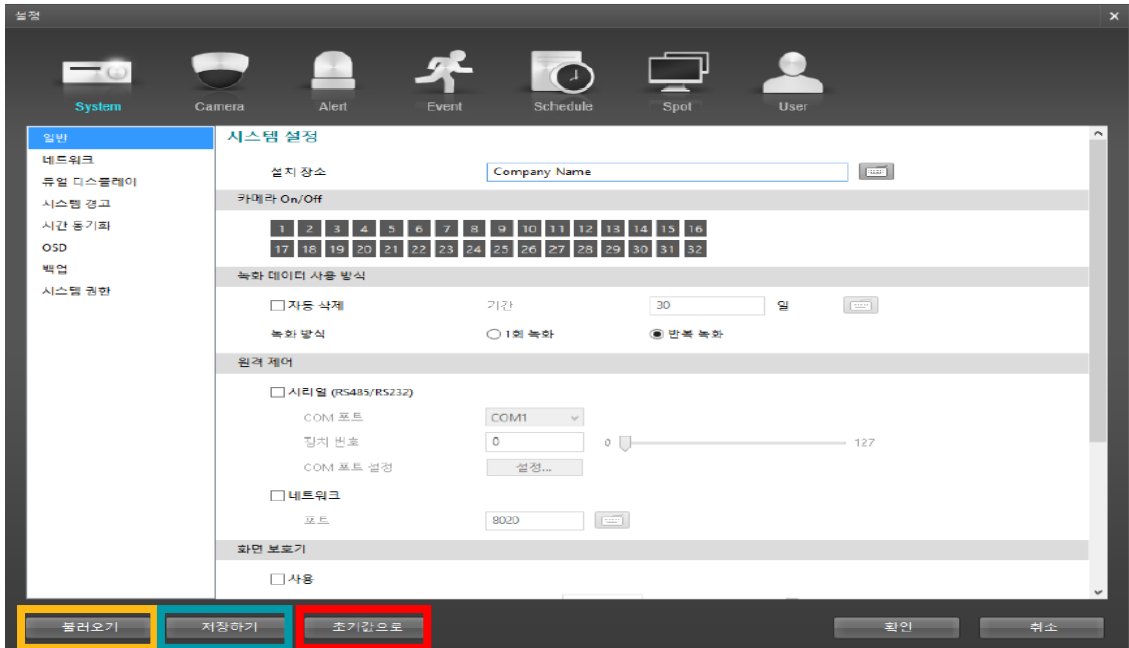 설정
System Camera Alert Event Schedule Spot User
일반
네트워크
듀얼 디스플레이
시스템 경고
시간 동기화
OSD
백업
시스템 권한
시스템 설정
설치 장소 Company Name
카메라 On/Off
1 2 3 4 5 6 7 8 9 10 11 12 13 14 15 16
17 18 19 20 21 22 23 24 25 26 27 28 29 30 31 32
녹화 데이터 사용 방식
자동 삭제 기간 30 일
녹화 방식 1회 녹화 반복 녹화
원격 제어
시리얼 (RS485/RS232)
COM 포트 COM1
장치 번호 0 0 127
COM 포트 설정 설정...
네트워크
포트 8020
화면 보호기
사용
불러오기 저장하기 초기값으로 확인 취소